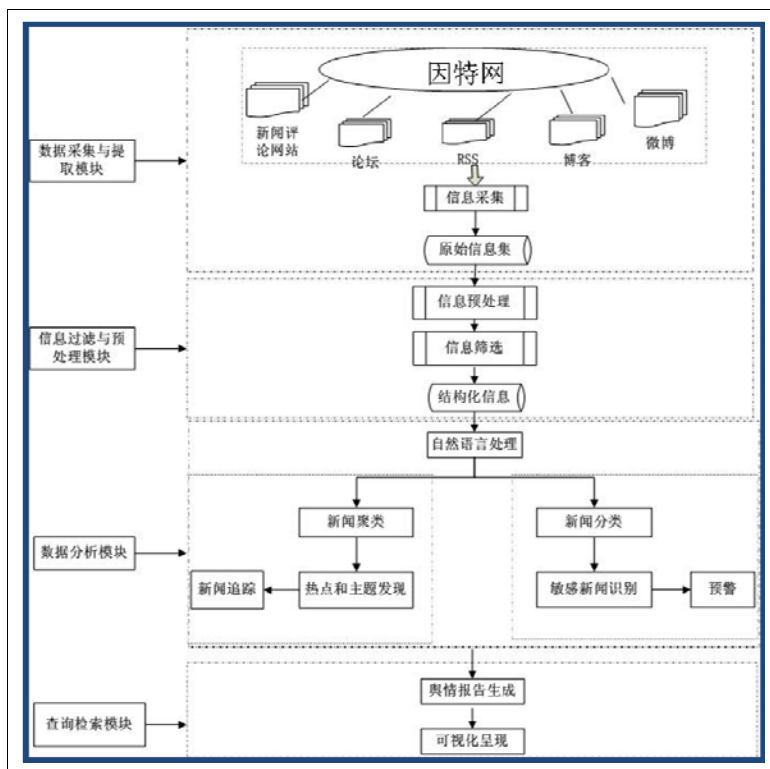 因特网
新闻评
论网站
论坛
RSS
博客
微博
数据采集与提
取模块
信息采集
原始信息集
信息预处理
信息过滤与预
处理模块
信息筛选
结构化信息
自然语言处理
新闻聚类
新闻分类
数据分析模块
新闻追踪
热点和主题发现
敏感新闻识别
预警
舆情报告生成
查询检索模块
可视化呈现